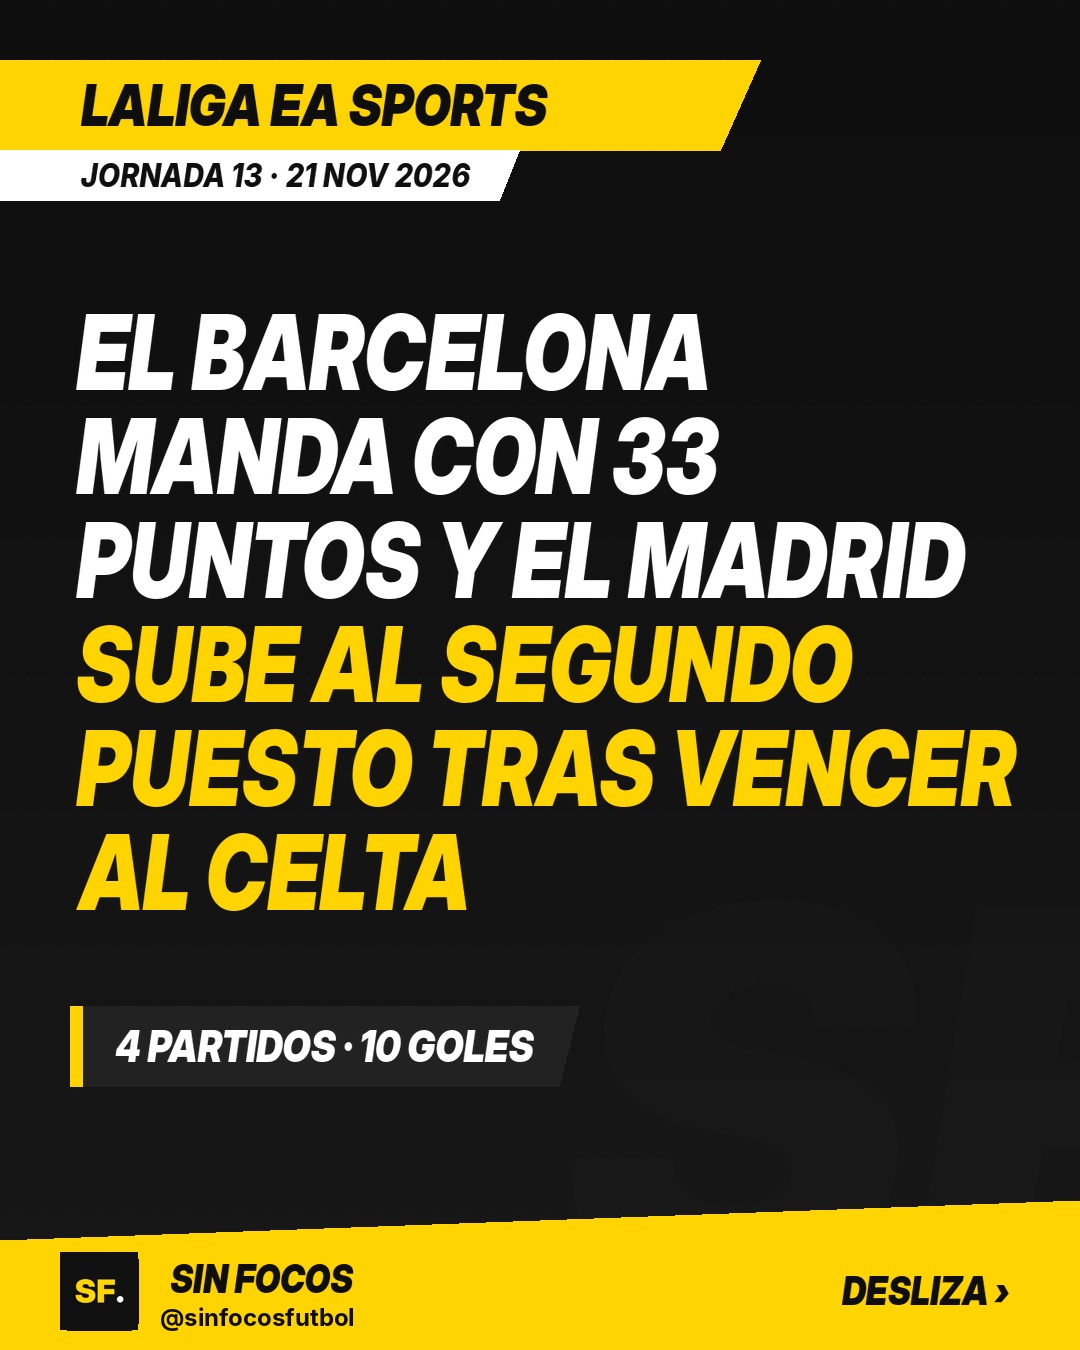 LALIGA EA SPORTS
JORNADA 13 · 21 NOV 2026
EL BARCELONA
MANDA CON 33
PUNTOS Y EL MADRID
SUBE AL SEGUNDO
PUESTO TRAS VENCER
AL CELTA
4 PARTIDOS · 10 GOLES
SF.
SIN FOCOS
@sinfocosfutbol
DESLIZA ›